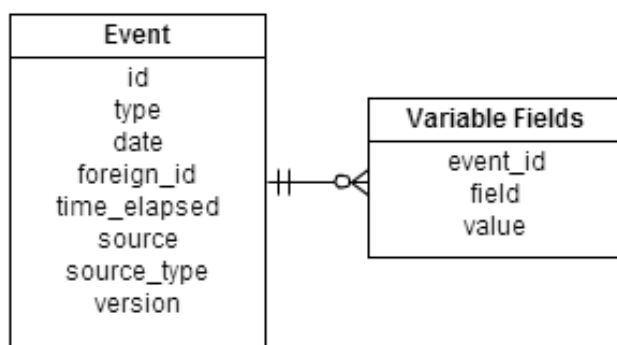 Event
id
type
date
foreign_id
time_elapsed
source
source_type
version
Variable Fields
event_id
field
value